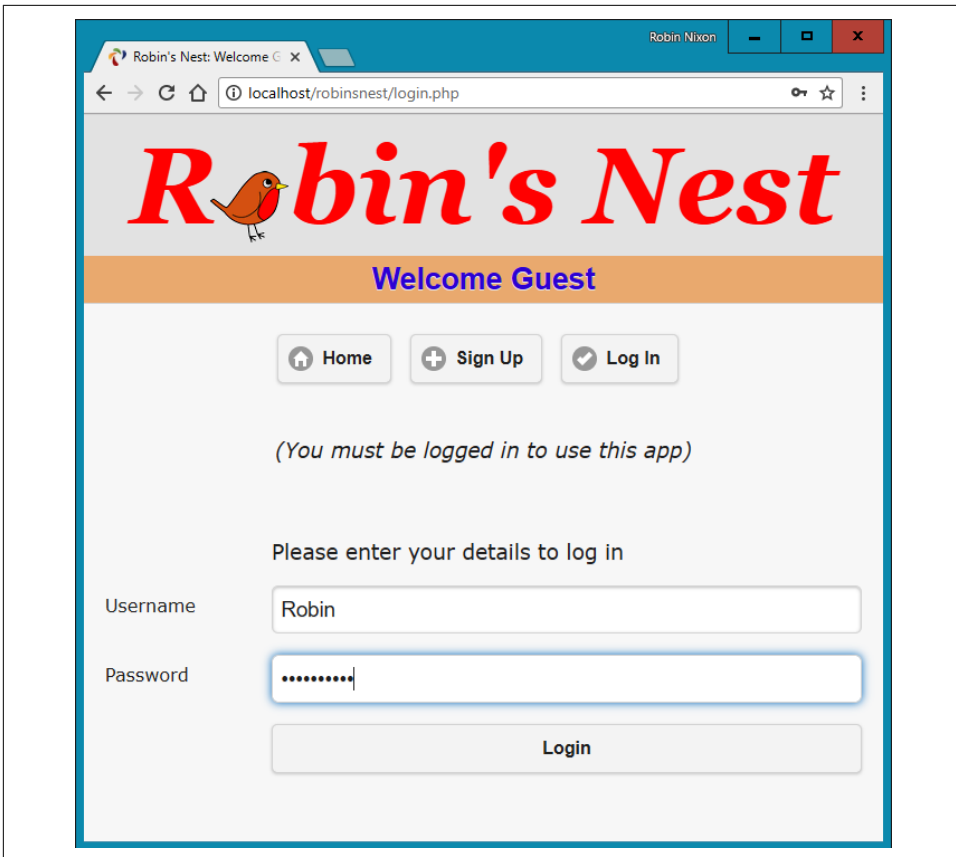 Robin Nixon
Robin's Nest: Welcome G
localhost/robinsnest/login.php
R bin's Nest
Welcome Guest
Home
Sign Up
Log In
(You must be logged in to use this app)
Please enter your details to log in
Username
Robin
Password
••••••••••
Login